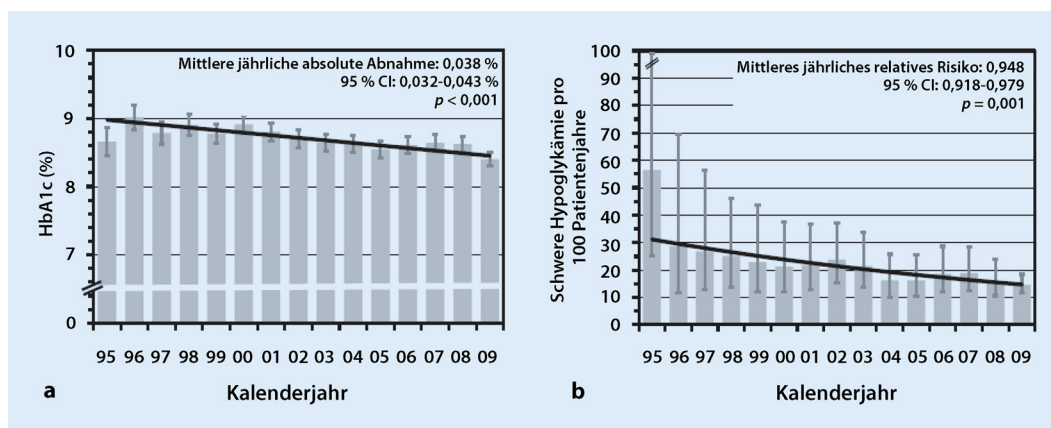 Mittlere jährliche absolute Abnahme: 0,038 %
95 % CI: 0,032-0,043 %
p < 0,001
HbA1c (%)
10
9
8
7
0
95 96 97 98 99 00 01 02 03 04 05 06 07 08 09
a
Kalenderjahr
Mittleres jährliches relatives Risiko: 0,948
95 % CI: 0,918-0,979
p = 0,001
Schwere Hypoglykämie pro
100 Patientenjahre
100
90
80
70
60
50
40
30
20
10
0
95 96 97 98 99 00 01 02 03 04 05 06 07 08 09
b
Kalenderjahr